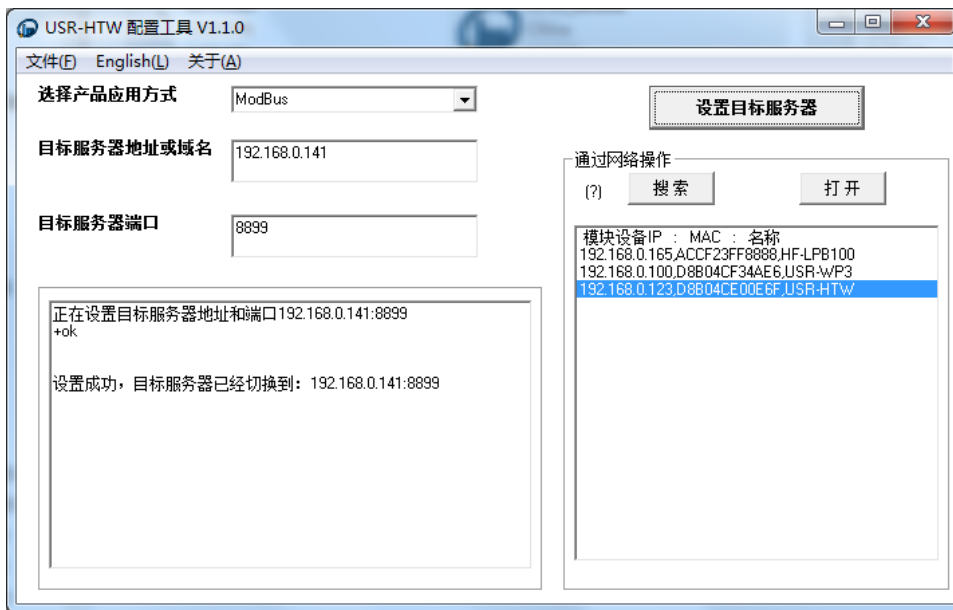 USR-HTW 配置工具 V1.1.0
文件(F) English(L) 关于(A)
选择产品应用方式
ModBus
目标服务器地址或域名
192.168.0.141
目标服务器端口
8899
正在设置目标服务器地址和端口192.168.0.141:8899
+ok
设置成功，目标服务器已经切换到：192.168.0.141:8899
设置目标服务器
通过网络操作
(?) 搜索 打开
模块设备IP : MAC : 名称
192.168.0.165,ACCF23FF8888,HF-LPB100
192.168.0.100,D8B04CF34AE6,USR-WP3
192.168.0.123,D8B04CE00E6F,USR-HTW